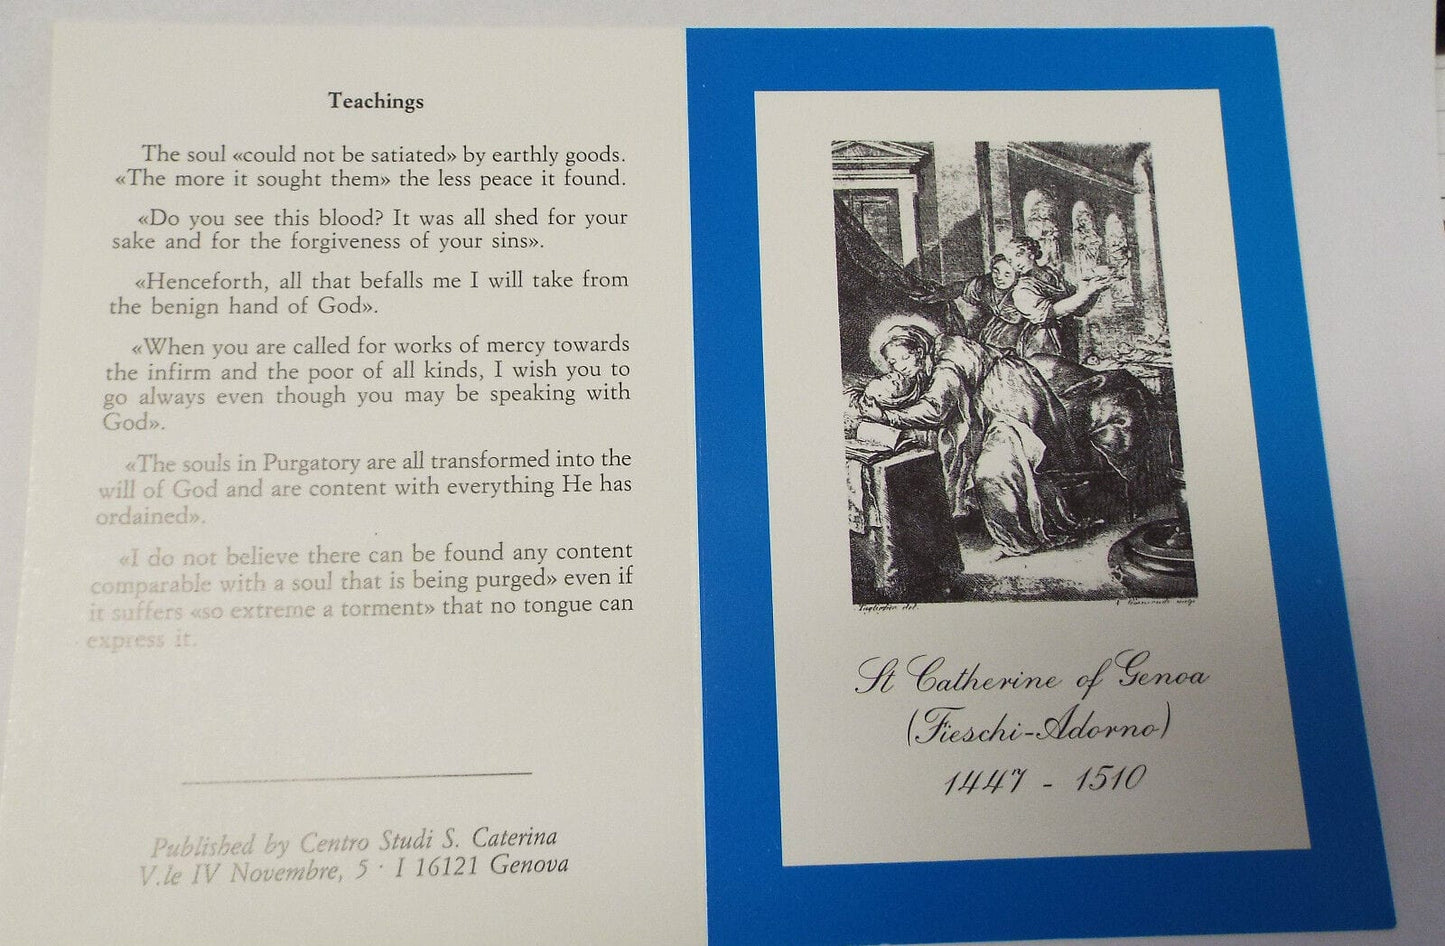 Teachings
The soul «could not be satiated» by earthly goods.
«The more it sought them» the less peace it found.
«Do you see this blood? It was all shed for your
sake and for the forgiveness of your sins».
«Henceforth, all that befalls me I will take from
the benign hand of God».
«When you are called for works of mercy towards
the infirm and the poor of all kinds, I wish you to
go always even though you may be speaking with
God».
«The souls in Purgatory are all transformed into the
will of God and are content with everything He has
ordained».
«I do not believe there can be found any content
comparable with a soul that is being purged» even if
it suffers «so extreme a torment» that no tongue can
express it.
Published by Centro Studi S. Caterina
V.le IV Novembre, 5 · I 16121 Genova
del.
St Catherine of Genoa
(Fieschi-Adorno)
1447 - 1510